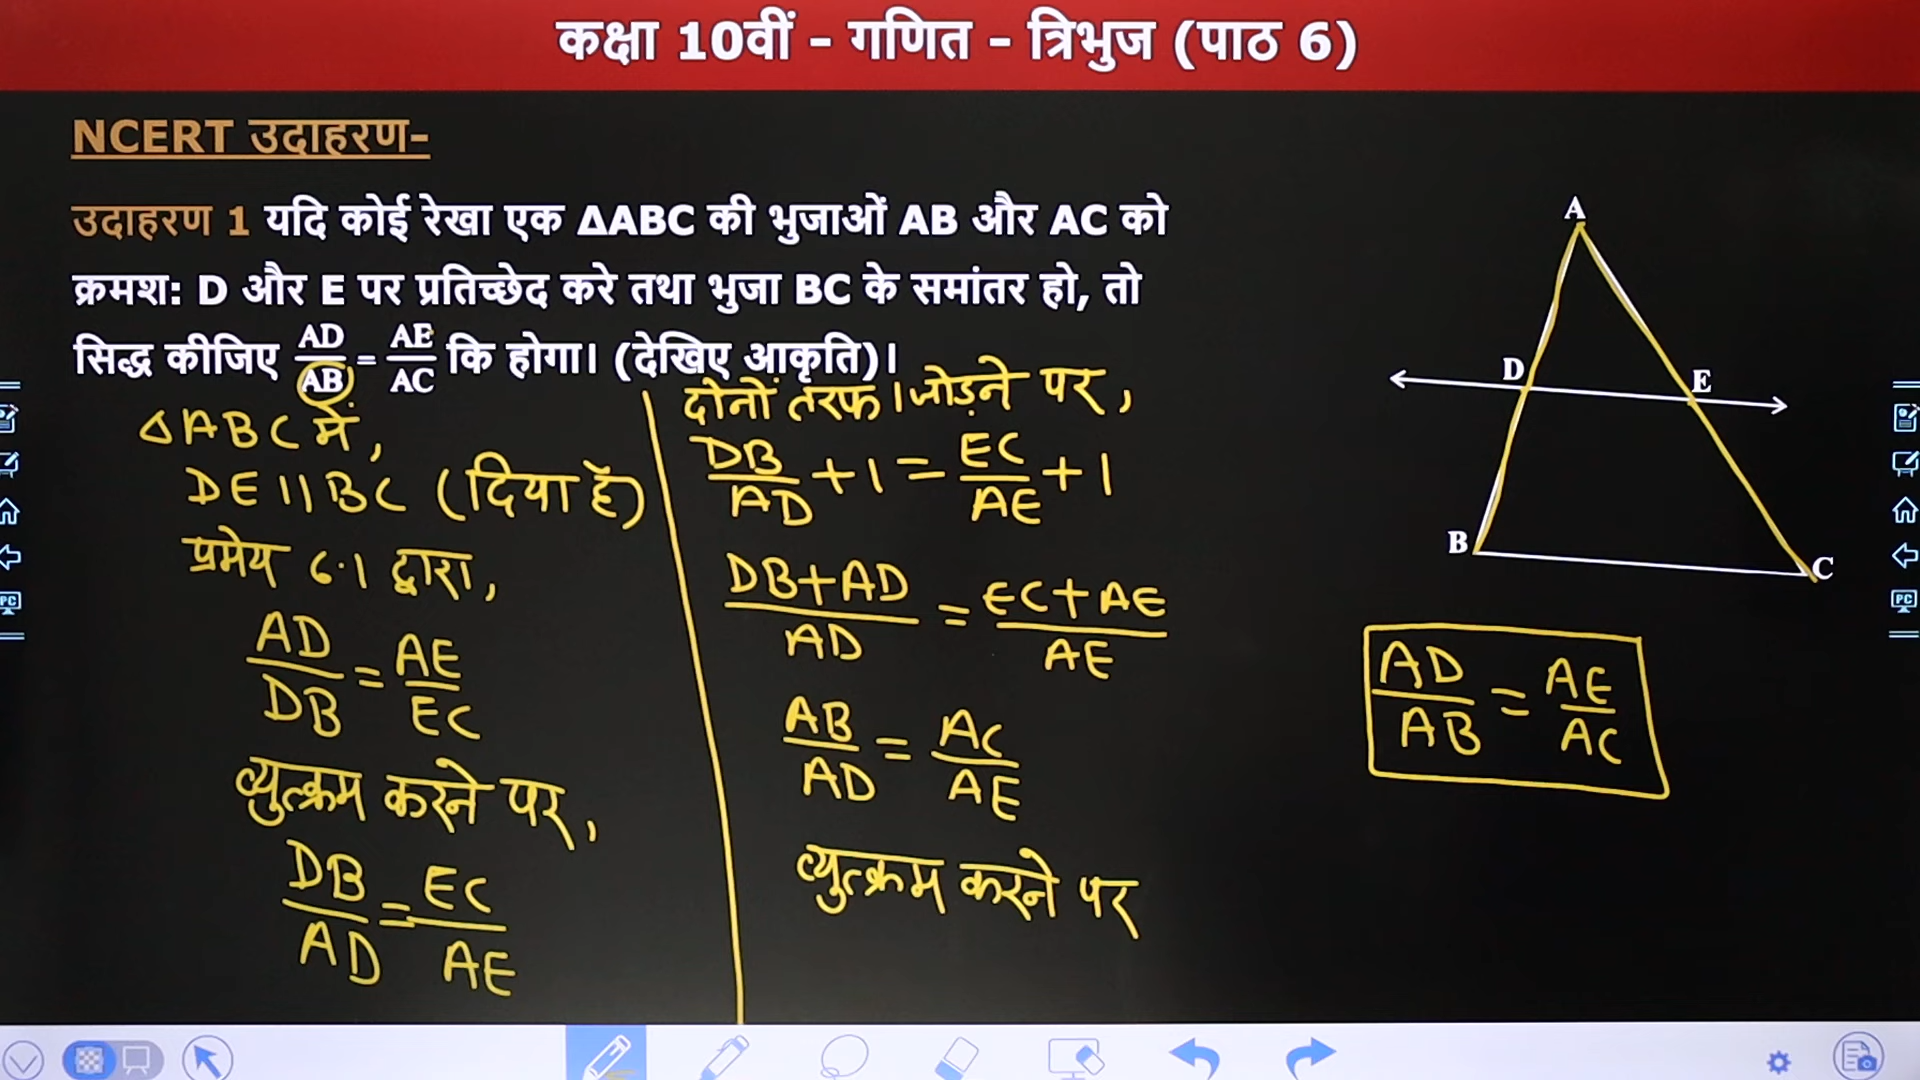 कक्षा 10वीं - गणित - त्रिभुज (पाठ 6)
NCERT उदाहरण-
उदाहरण 1 यदि कोई रेखा एक ΔABC की भुजाओं AB और AC को
क्रमश: D और E पर प्रतिच्छेद करे तथा भुजा BC के समांतर हो, तो
सिद्ध कीजिए AD/AB = AE/AC कि होगा। (देखिए आकृति)।
ΔABC में,
DE || BC (दिया है)
प्रमेय 6.1 द्वारा,
AD/DB = AE/EC
व्युत्क्रम करने पर,
DB/AD = EC/AE
दोनों तरफ 1 जोड़ने पर,
DB/AD + 1 = EC/AE + 1
DB+AD/AD = EC+AE/AE
AB/AD = AC/AE
व्युत्क्रम करने पर
A
D
E
B
C
AD/AB = AE/AC
PC
PC